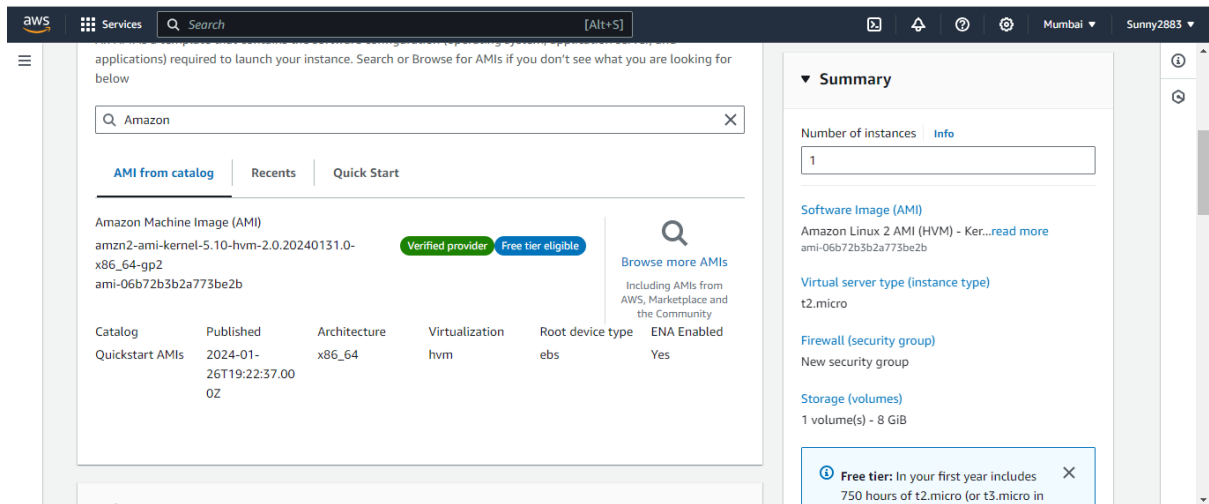 aws
Services
Search
[Alt+S]
Mumbai
Sunny2883
applications) required to launch your instance. Search or Browse for AMIs if you don't see what you are looking for
below
Amazon
AMI from catalog
Recents
Quick Start
Amazon Machine Image (AMI)
amzn2-ami-kernel-5.10-hvm-2.0.20240131.0-
x86_64-gp2
ami-06b72b3b2a773be2b
Verified provider
Free tier eligible
Browse more AMIs
Including AMIs from
AWS, Marketplace and
the Community
Catalog
Published
Architecture
Virtualization
Root device type
ENA Enabled
Quickstart AMIs
2024-01-
26T19:22:37.00
0Z
x86_64
hvm
ebs
Yes
Summary
Number of instances
Info
1
Software Image (AMI)
Amazon Linux 2 AMI (HVM) - Ker...read more
ami-06b72b3b2a773be2b
Virtual server type (instance type)
t2.micro
Firewall (security group)
New security group
Storage (volumes)
1 volume(s) - 8 GiB
Free tier: In your first year includes
750 hours of t2.micro (or t3.micro in